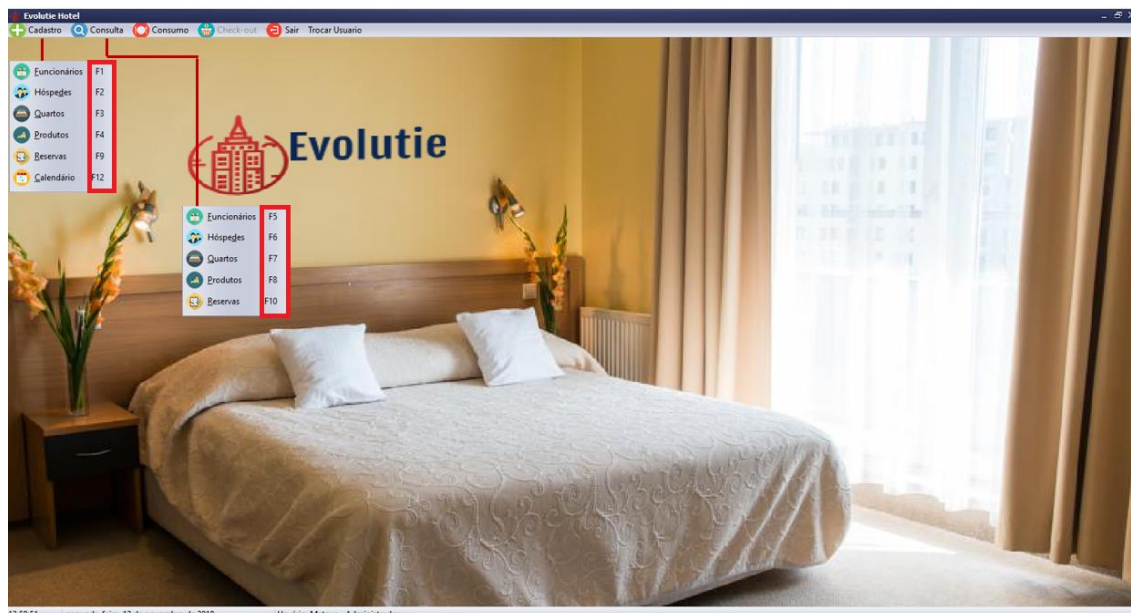 Evolutie Hotel
Cadastro Consulta Consumo Check-out Sair Trocar Usuario
Funcionários F1
Hóspedes F2
Quartos F3
Produtos F4
Reservas F9
Calendário F12
Evolutie
Funcionários F5
Hóspedes F6
Quartos F7
Produtos F8
Reservas F10